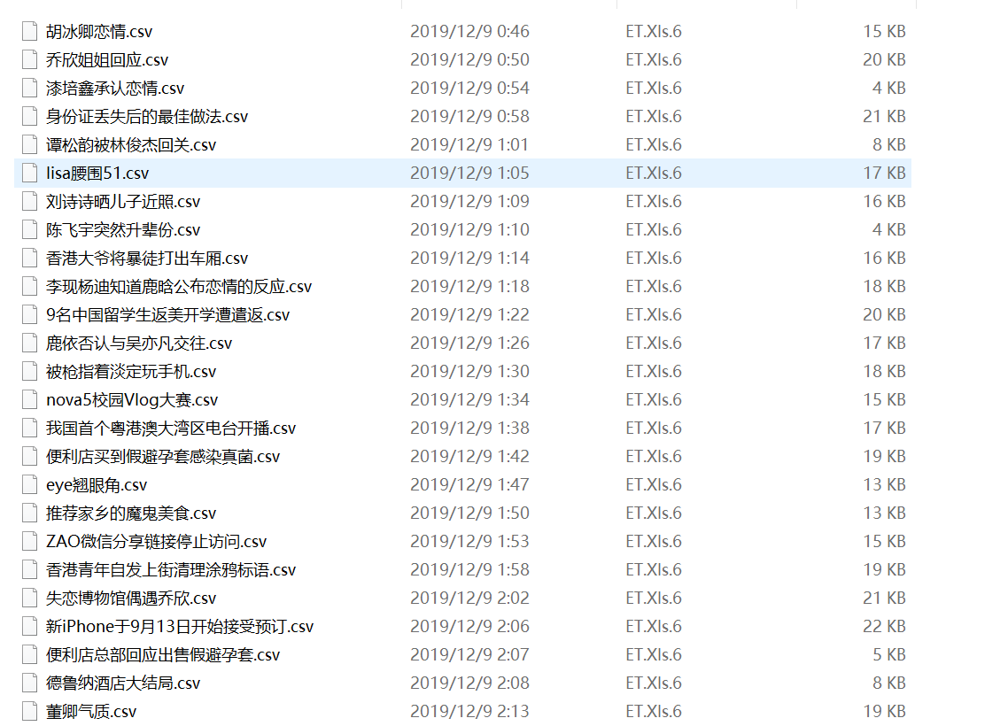 胡冰卿恋情.csv 2019/12/9 0:46 ET.Xls.6 15 KB
乔欣姐姐回应.csv 2019/12/9 0:50 ET.Xls.6 20 KB
漆培鑫承认恋情.csv 2019/12/9 0:54 ET.Xls.6 4 KB
身份证丢失后的最佳做法.csv 2019/12/9 0:58 ET.Xls.6 21 KB
谭松韵被林俊杰回关.csv 2019/12/9 1:01 ET.Xls.6 8 KB
lisa腰围51.csv 2019/12/9 1:05 ET.Xls.6 17 KB
刘诗诗晒儿子近照.csv 2019/12/9 1:09 ET.Xls.6 16 KB
陈飞宇突然升辈份.csv 2019/12/9 1:10 ET.Xls.6 4 KB
香港大爷将暴徒打出车厢.csv 2019/12/9 1:14 ET.Xls.6 16 KB
李现杨迪知道鹿晗公布恋情的反应.csv 2019/12/9 1:18 ET.Xls.6 18 KB
9名中国留学生返美开学遭遣返.csv 2019/12/9 1:22 ET.Xls.6 20 KB
鹿依否认与吴亦凡交往.csv 2019/12/9 1:26 ET.Xls.6 17 KB
被枪指着淡定玩手机.csv 2019/12/9 1:30 ET.Xls.6 18 KB
nova5校园Vlog大赛.csv 2019/12/9 1:34 ET.Xls.6 15 KB
我国首个粤港澳大湾区电台开播.csv 2019/12/9 1:38 ET.Xls.6 17 KB
便利店买到假避孕套感染真菌.csv 2019/12/9 1:42 ET.Xls.6 19 KB
eye翘眼角.csv 2019/12/9 1:47 ET.Xls.6 13 KB
推荐家乡的魔鬼美食.csv 2019/12/9 1:50 ET.Xls.6 13 KB
ZAO微信分享链接停止访问.csv 2019/12/9 1:53 ET.Xls.6 15 KB
香港青年自发上街清理涂鸦标语.csv 2019/12/9 1:58 ET.Xls.6 19 KB
失恋博物馆偶遇乔欣.csv 2019/12/9 2:02 ET.Xls.6 21 KB
新iPhone于9月13日开始接受预订.csv 2019/12/9 2:06 ET.Xls.6 22 KB
便利店总部回应出售假避孕套.csv 2019/12/9 2:07 ET.Xls.6 5 KB
德鲁纳酒店大结局.csv 2019/12/9 2:08 ET.Xls.6 8 KB
董卿气质.csv 2019/12/9 2:13 ET.Xls.6 19 KB